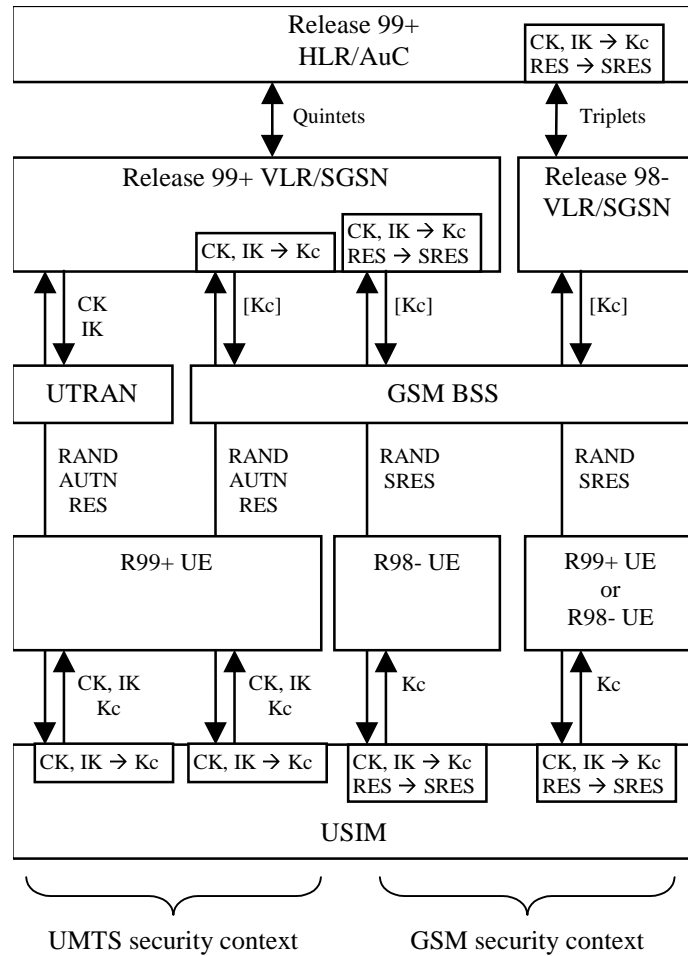 Release 99+
HLR/AuC
CK, IK → Kc
RES → SRES
Quintets
Triplets
Release 99+ VLR/SGSN
Release 98-
VLR/SGSN
CK, IK → Kc
CK, IK → Kc
RES → SRES
CK
IK
[Kc]
[Kc]
[Kc]
UTRAN
GSM BSS
RAND
AUTN
RES
RAND
AUTN
RES
RAND
SRES
RAND
SRES
R99+ UE
R98- UE
R99+ UE
or
R98- UE
CK, IK
Kc
CK, IK
Kc
Kc
Kc
CK, IK → Kc
CK, IK → Kc
CK, IK → Kc
RES → SRES
CK, IK → Kc
RES → SRES
USIM
UMTS security context
GSM security context